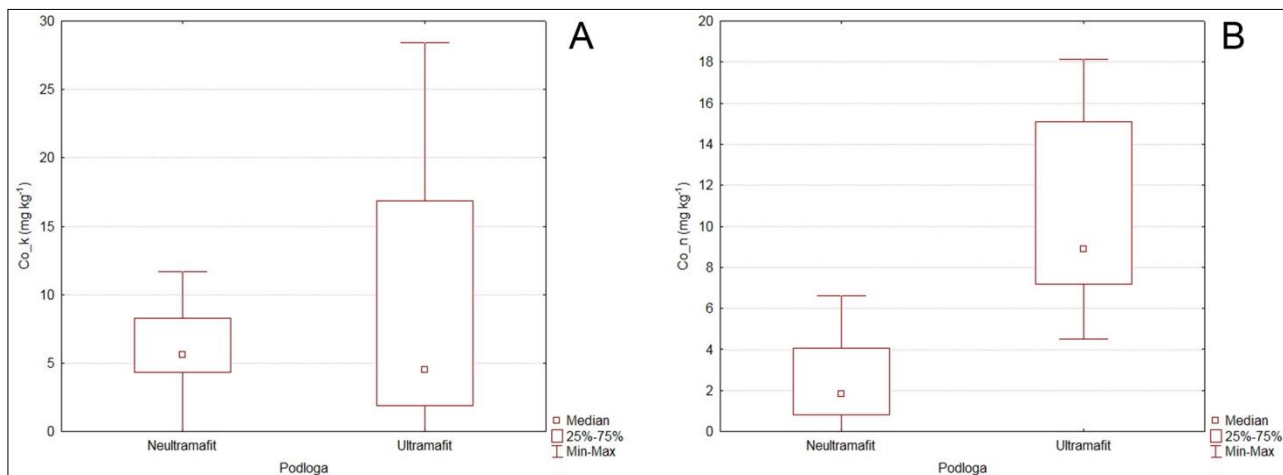 A
30
25
20
15
10
5
0
Co_k (mg kg⁻¹)
Neultramafit
Ultramafit
Podloga
Median
25%-75%
Min-Max
B
20
18
16
14
12
10
8
6
4
2
0
Co_n (mg kg⁻¹)
Neultramafit
Ultramafit
Podloga
Median
25%-75%
Min-Max